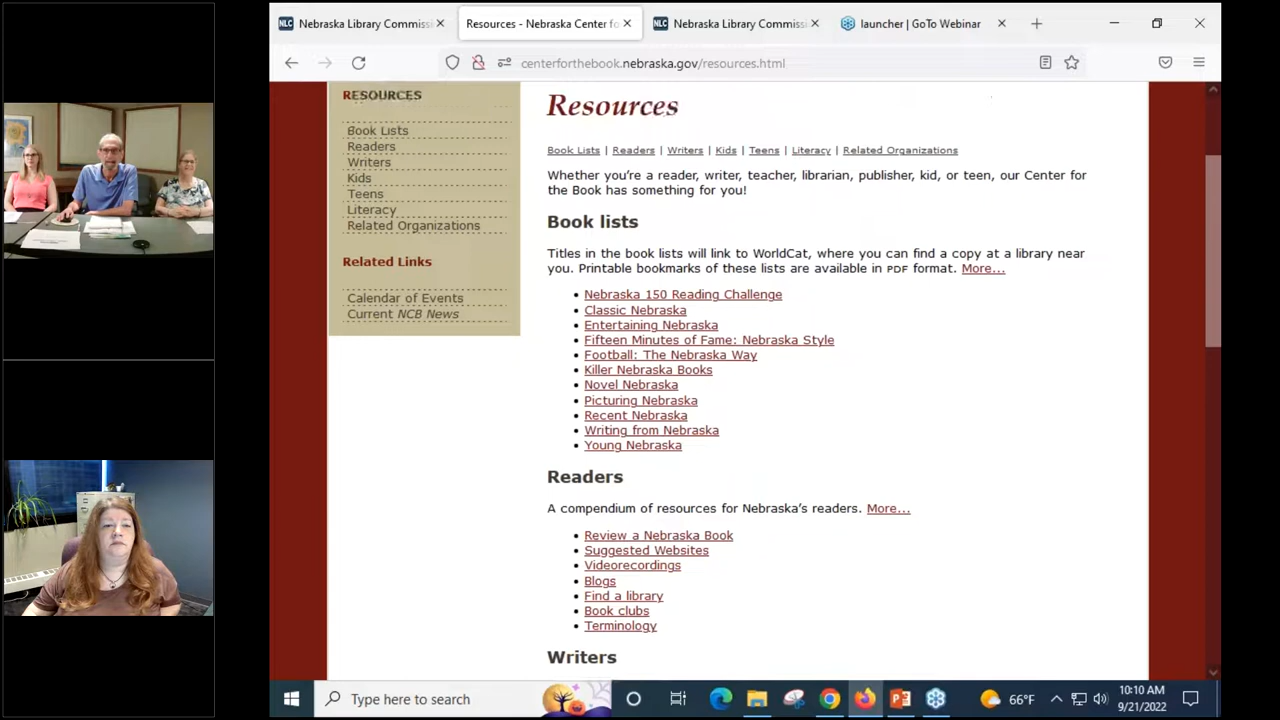 Nebraska Library Commiss
Resources - Nebraska Center fo
Nebraska Library Commiss
launcher | GoTo Webinar
centerforthebook.nebraska.gov/resources.html
RESOURCES
Book Lists
Readers
Writers
Kids
Teens
Literacy
Related Organizations
Related Links
Calendar of Events
Current NCB News
Resources
Book Lists | Readers | Writers | Kids | Teens | Literacy | Related Organizations
Whether you’re a reader, writer, teacher, librarian, publisher, kid, or teen, our Center for
the Book has something for you!
Book lists
Titles in the book lists will link to WorldCat, where you can find a copy at a library near
you. Printable bookmarks of these lists are available in PDF format. More...
• Nebraska 150 Reading Challenge
• Classic Nebraska
• Entertaining Nebraska
• Fifteen Minutes of Fame: Nebraska Style
• Football: The Nebraska Way
• Killer Nebraska Books
• Novel Nebraska
• Picturing Nebraska
• Recent Nebraska
• Writing from Nebraska
• Young Nebraska
Readers
A compendium of resources for Nebraska’s readers. More...
• Review a Nebraska Book
• Suggested Websites
• Videorecordings
• Blogs
• Find a library
• Book clubs
• Terminology
Writers
Type here to search
66°F
10:10 AM
9/21/2022